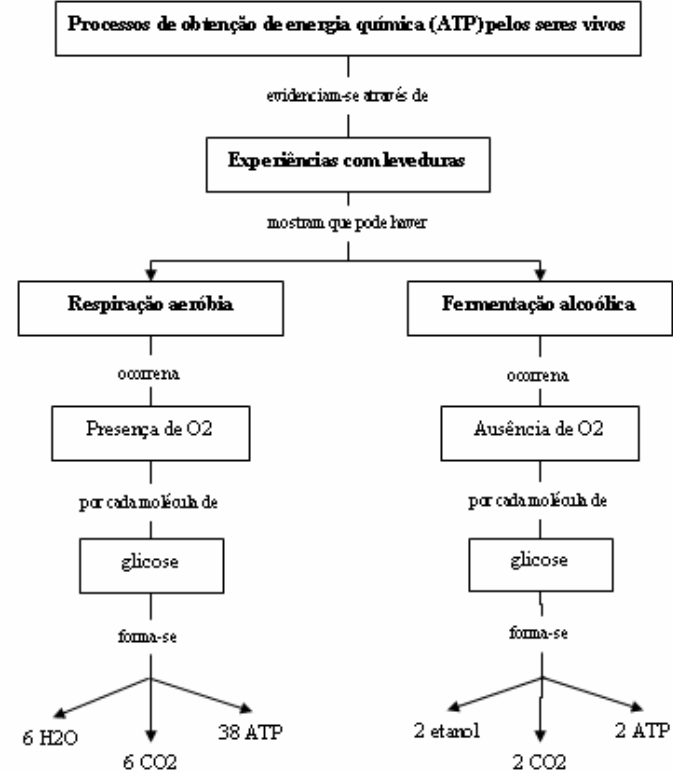 Processos de obtenção de energia química (ATP) pelos seres vivos
evidenciam-se através de
Experiências com leveduras
mostram que pode haver
Respiração aeróbia
Fermentação alcoólica
ocorre na
ocorre na
Presença de O2
Ausência de O2
por cada molécula de
por cada molécula de
glicose
glicose
forma-se
forma-se
6 H2O
38 ATP
2 etanol
2 ATP
6 CO2
2 CO2